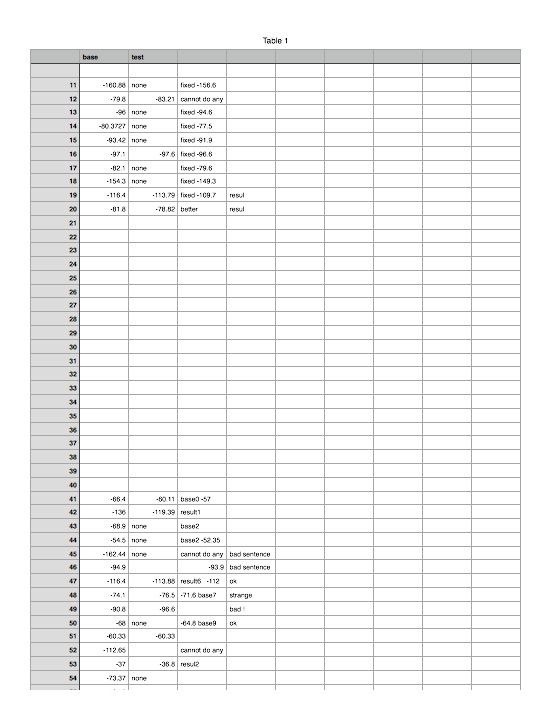 Table 1
base test
11 -160.88 none fixed -156.6
12 -79.8 -83.21 cannot do any
13 -96 none fixed -94.6
14 -80.3727 none fixed -77.5
15 -93.42 none fixed -91.9
16 -97.1 -97.6 fixed -96.6
17 -82.1 none fixed -79.6
18 -154.3 none fixed -149.3
19 -116.4 -113.79 fixed -109.7 resul
20 -81.8 -78.82 better resul
21
22
23
24
25
26
27
28
29
30
31
32
33
34
35
36
37
38
39
40
41 -66.4 -60.11 base0 -57
42 -136 -119.39 result1
43 -68.9 none base2
44 -54.5 none base2 -52.35
45 -162.44 none cannot do any bad sentence
46 -94.9 -93.9 bad sentence
47 -116.4 -113.88 result6 -112 ok
48 -74.1 -76.5 -71.6 base7 strange
49 -90.8 -96.6 bad !
50 -68 none -64.8 base9 ok
51 -60.33 -60.33
52 -112.65 cannot do any
53 -37 -36.8 resul2
54 -73.37 none